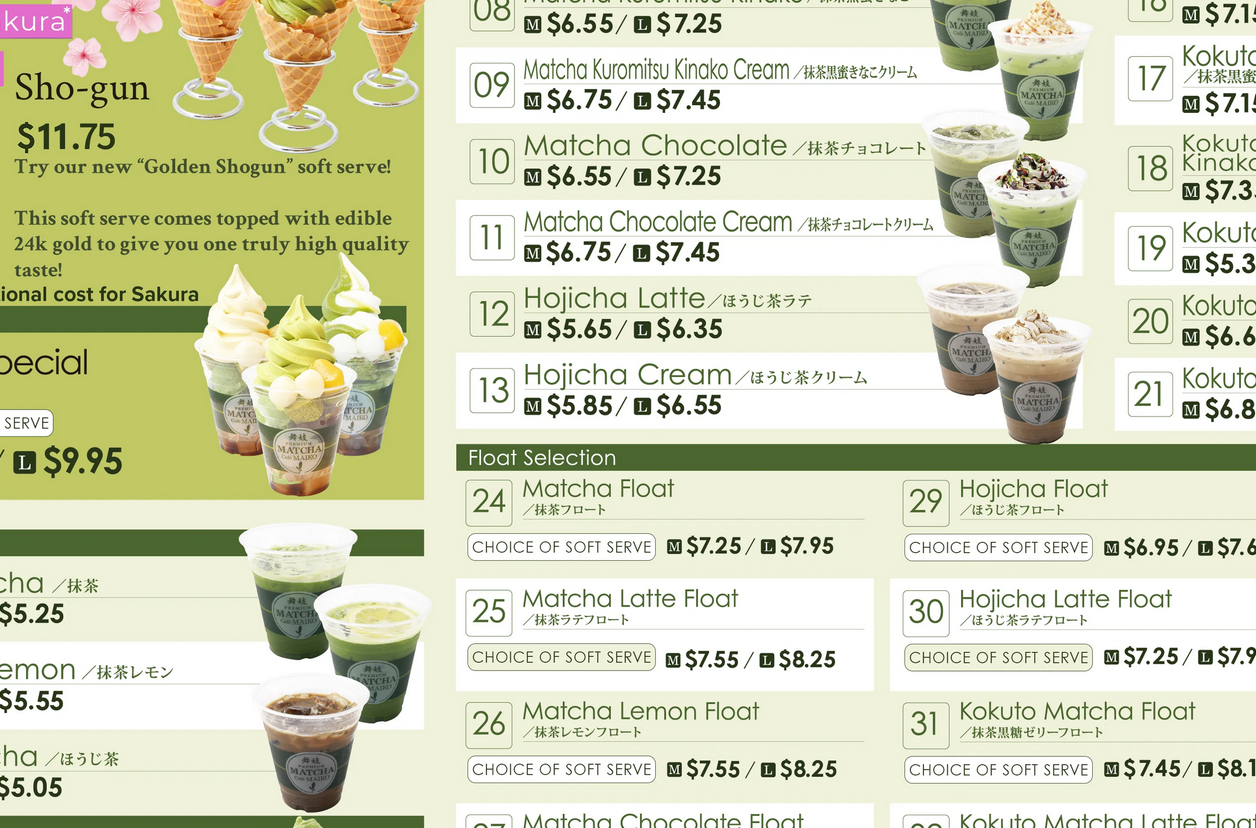 kura*
Sho-gun
$11.75
Try our new “Golden Shogun” soft serve!
This soft serve comes topped with edible
24k gold to give you one truly high quality
taste!
tional cost for Sakura
pecial
SERVE
/ L $9.95
cha ／抹茶
$5.25
emon ／抹茶レモン
$5.55
cha ／ほうじ茶
$5.05
08
M $6.55/ L $7.25
09 Matcha Kuromitsu Kinako Cream ／抹茶黒蜜きなこクリーム
M $6.75/ L $7.45
10 Matcha Chocolate ／抹茶チョコレート
M $6.55/ L $7.25
11 Matcha Chocolate Cream ／抹茶チョコレートクリーム
M $6.75/ L $7.45
12 Hojicha Latte ／ほうじ茶ラテ
M $5.65/ L $6.35
13 Hojicha Cream ／ほうじ茶クリーム
M $5.85/ L $6.55
M $7.15
17 Kokuto
／抹茶黒蜜
M $7.15
18 Kokuto
Kinako
M $7.3
19 Kokuto
M $5.3
20 Kokuto
M $6.6
21 Kokuto
M $6.8
Float Selection
24 Matcha Float
／抹茶フロート
CHOICE OF SOFT SERVE M $7.25/ L $7.95
25 Matcha Latte Float
／抹茶ラテフロート
CHOICE OF SOFT SERVE M $7.55 / L $8.25
26 Matcha Lemon Float
／抹茶レモンフロート
CHOICE OF SOFT SERVE M $7.55 / L $8.25
Matcha Chocolate Float
29 Hojicha Float
／ほうじ茶フロート
CHOICE OF SOFT SERVE M $6.95/ L $7.6
30 Hojicha Latte Float
／ほうじ茶ラテフロート
CHOICE OF SOFT SERVE M $7.25 / L $7.9
31 Kokuto Matcha Float
／抹茶黒糖ゼリーフロート
CHOICE OF SOFT SERVE M $7.45/ L $8.1
Kokuto Matcha Latte Float
舞妓
PREMIUM
MATCHA
Café MAIKO